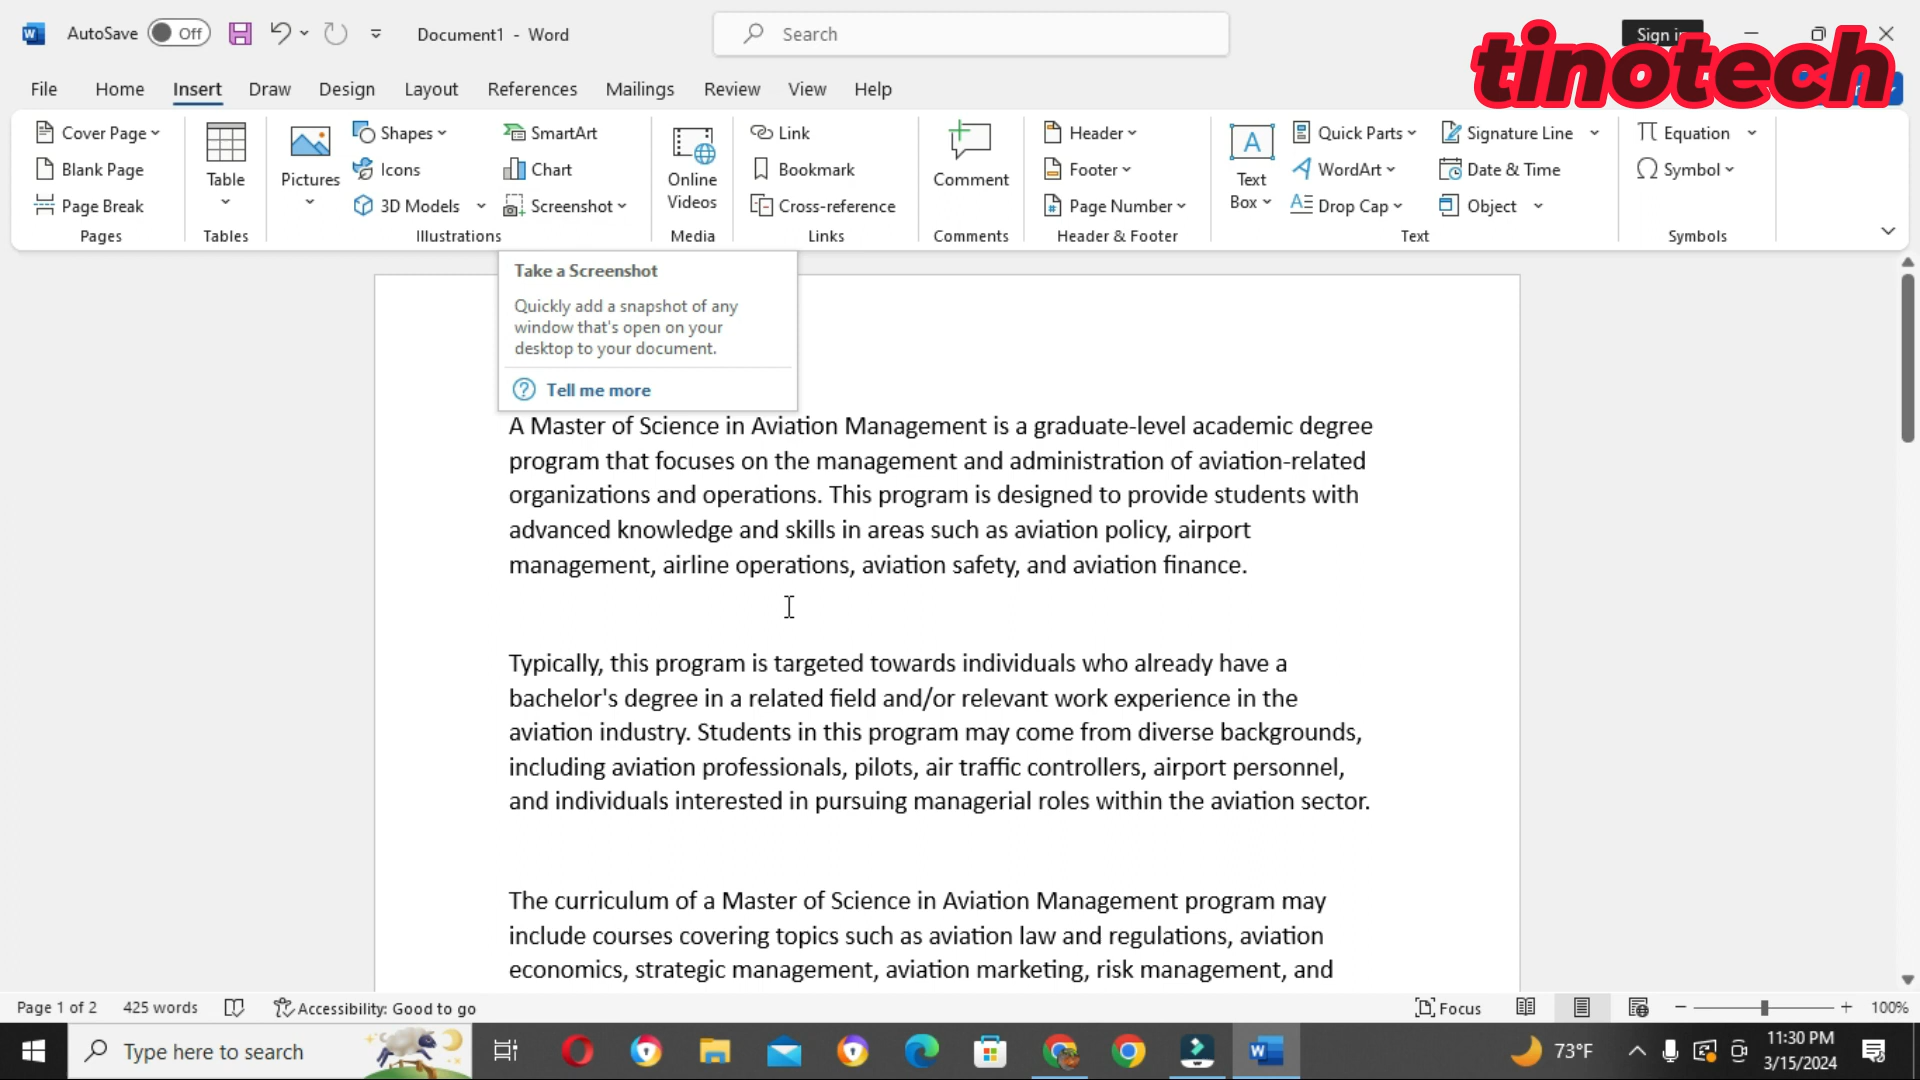 AutoSave Off Document1 - Word Search Sign in
tinotech
File Home Insert Draw Design Layout References Mailings Review View Help
Cover Page
Blank Page
Page Break
Pages
Table
Tables
Pictures
Shapes
Icons
3D Models
SmartArt
Chart
Screenshot
Illustrations
Online
Videos
Media
Link
Bookmark
Cross-reference
Links
Comment
Comments
Header
Footer
Page Number
Header & Footer
Text
Box
Quick Parts
WordArt
Drop Cap
Signature Line
Date & Time
Object
Text
Equation
Symbol
Symbols
Take a Screenshot
Quickly add a snapshot of any
window that's open on your
desktop to your document.
Tell me more
A Master of Science in Aviation Management is a graduate-level academic degree
program that focuses on the management and administration of aviation-related
organizations and operations. This program is designed to provide students with
advanced knowledge and skills in areas such as aviation policy, airport
management, airline operations, aviation safety, and aviation finance.
Typically, this program is targeted towards individuals who already have a
bachelor's degree in a related field and/or relevant work experience in the
aviation industry. Students in this program may come from diverse backgrounds,
including aviation professionals, pilots, air traffic controllers, airport personnel,
and individuals interested in pursuing managerial roles within the aviation sector.
The curriculum of a Master of Science in Aviation Management program may
include courses covering topics such as aviation law and regulations, aviation
economics, strategic management, aviation marketing, risk management, and
Page 1 of 2 425 words Accessibility: Good to go Focus 100%
Type here to search 73°F 11:30 PM
3/15/2024